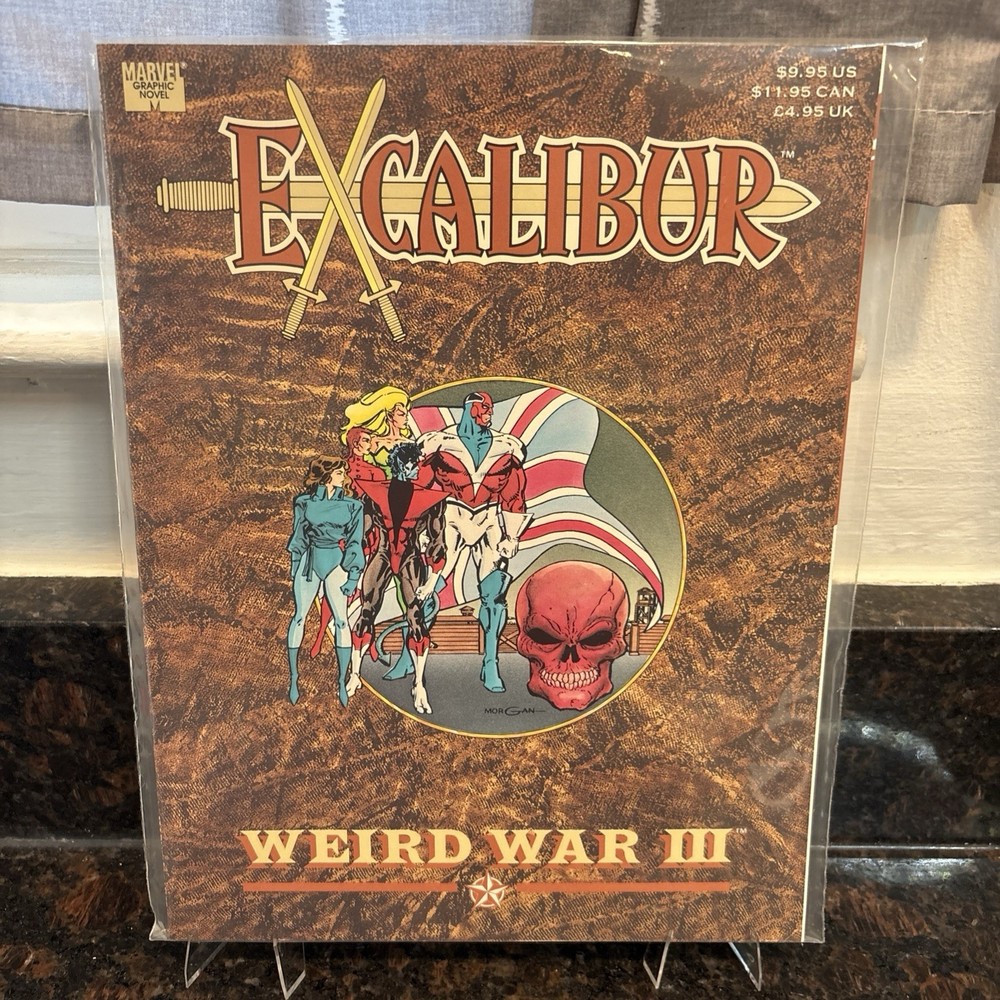 MARVEL®
GRAPHIC
NOVEL
M
$9.95 US
$11.95 CAN
£4.95 UK
EXCALIBUR™
MORGAN
WEIRD WAR III™